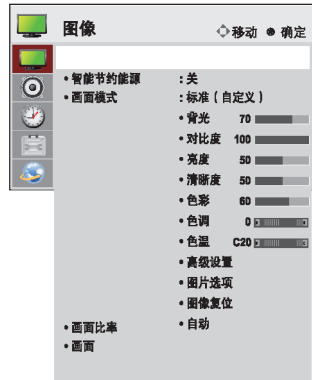 图像 移动 确定
• 智能节约能源 : 关
• 画面模式 : 标准 ( 自定义 )
• 背光 70
• 对比度 100
• 亮度 50
• 清晰度 50
• 色彩 60
• 色调 0
• 色温 C20
• 高级设置
• 图片选项
• 图像复位
• 画面比率 • 自动
• 画面